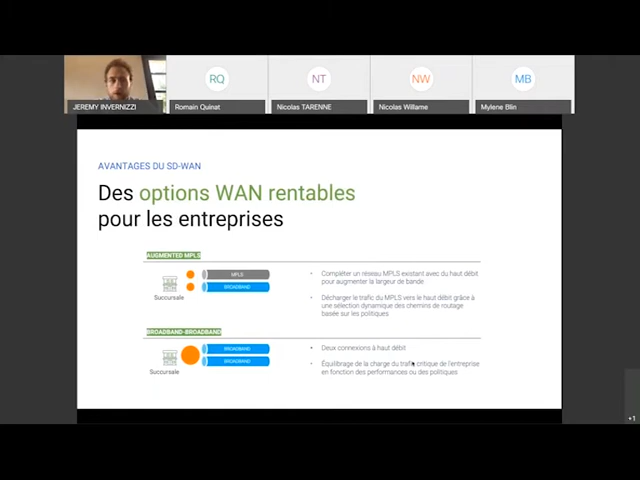 RQ
NT
NW
MB
JEREMY INVERNIZZI
Romain Quinat
Nicolas TARENNE
Nicolas Willame
Mylene Blin
AVANTAGES DU SD-WAN
Des options WAN rentables
pour les entreprises
AUGMENTED MPLS
MPLS
BROADBAND
Succursale
• Compléter un réseau MPLS existant avec du haut débit
pour augmenter la largeur de bande
• Décharger le trafic du MPLS vers le haut débit grâce à
une sélection dynamique des chemins de routage
basée sur les politiques
BROADBAND-BROADBAND
BROADBAND
BROADBAND
Succursale
• Deux connexions à haut débit
• Équilibrage de la charge du trafic critique de l'entreprise
en fonction des performances ou des politiques
+1